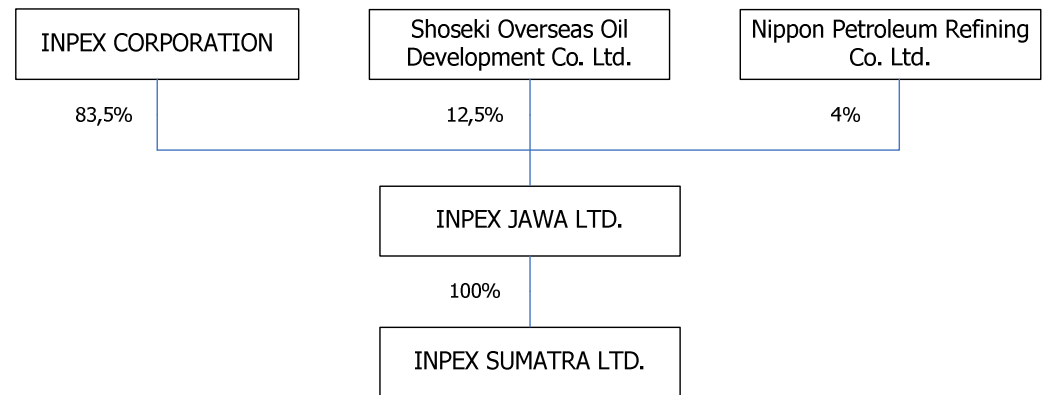 INPEX CORPORATION
Shoseki Overseas Oil
Development Co. Ltd.
Nippon Petroleum Refining
Co. Ltd.
83,5%
12,5%
4%
INPEX JAWA LTD.
100%
INPEX SUMATRA LTD.